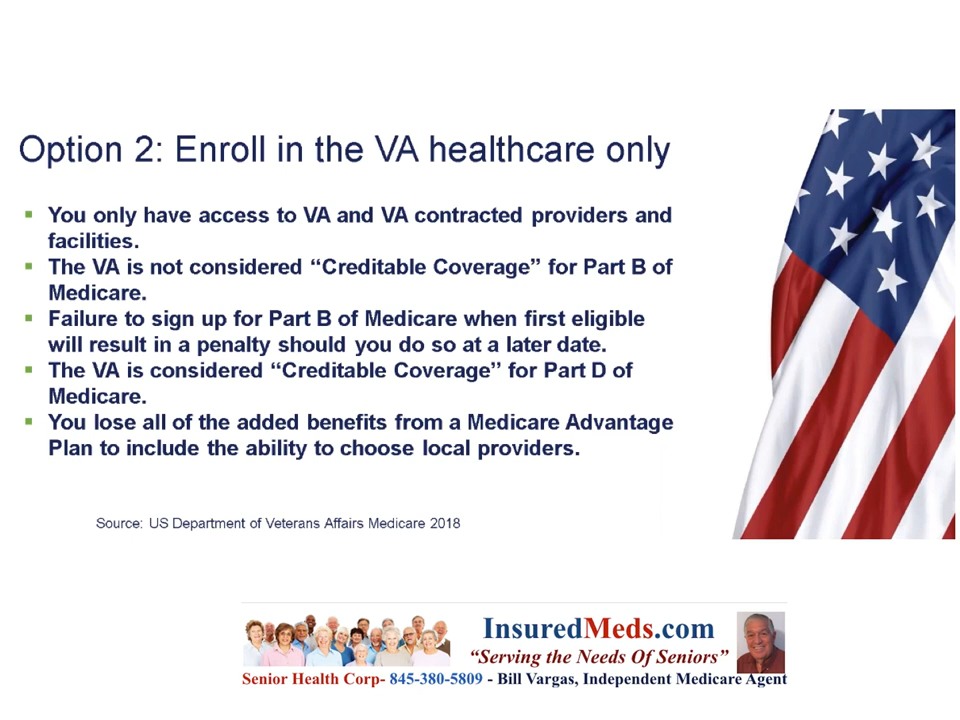 Option 2: Enroll in the VA healthcare only
▪ You only have access to VA and VA contracted providers and
facilities.
▪ The VA is not considered “Creditable Coverage” for Part B of
Medicare.
▪ Failure to sign up for Part B of Medicare when first eligible
will result in a penalty should you do so at a later date.
▪ The VA is considered “Creditable Coverage” for Part D of
Medicare.
▪ You lose all of the added benefits from a Medicare Advantage
Plan to include the ability to choose local providers.
Source: US Department of Veterans Affairs Medicare 2018
InsuredMeds.com
“Serving the Needs Of Seniors”
Senior Health Corp- 845-380-5809 - Bill Vargas, Independent Medicare Agent